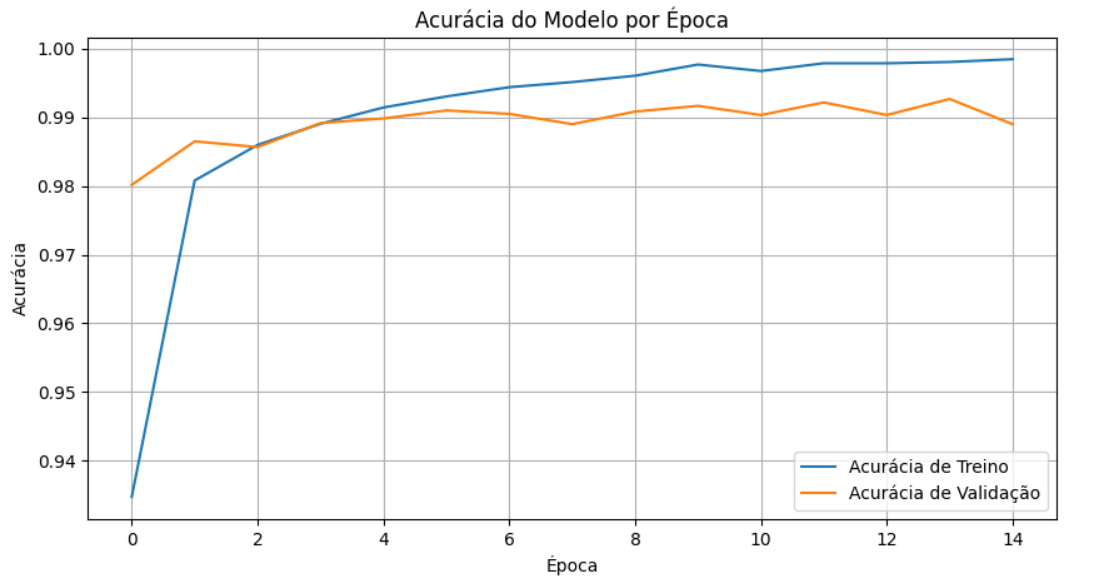 Acurácia do Modelo por Época
1.00
0.99
0.98
0.97
0.96
0.95
0.94
Acurácia
0 2 4 6 8 10 12 14
Época
Acurácia de Treino
Acurácia de Validação